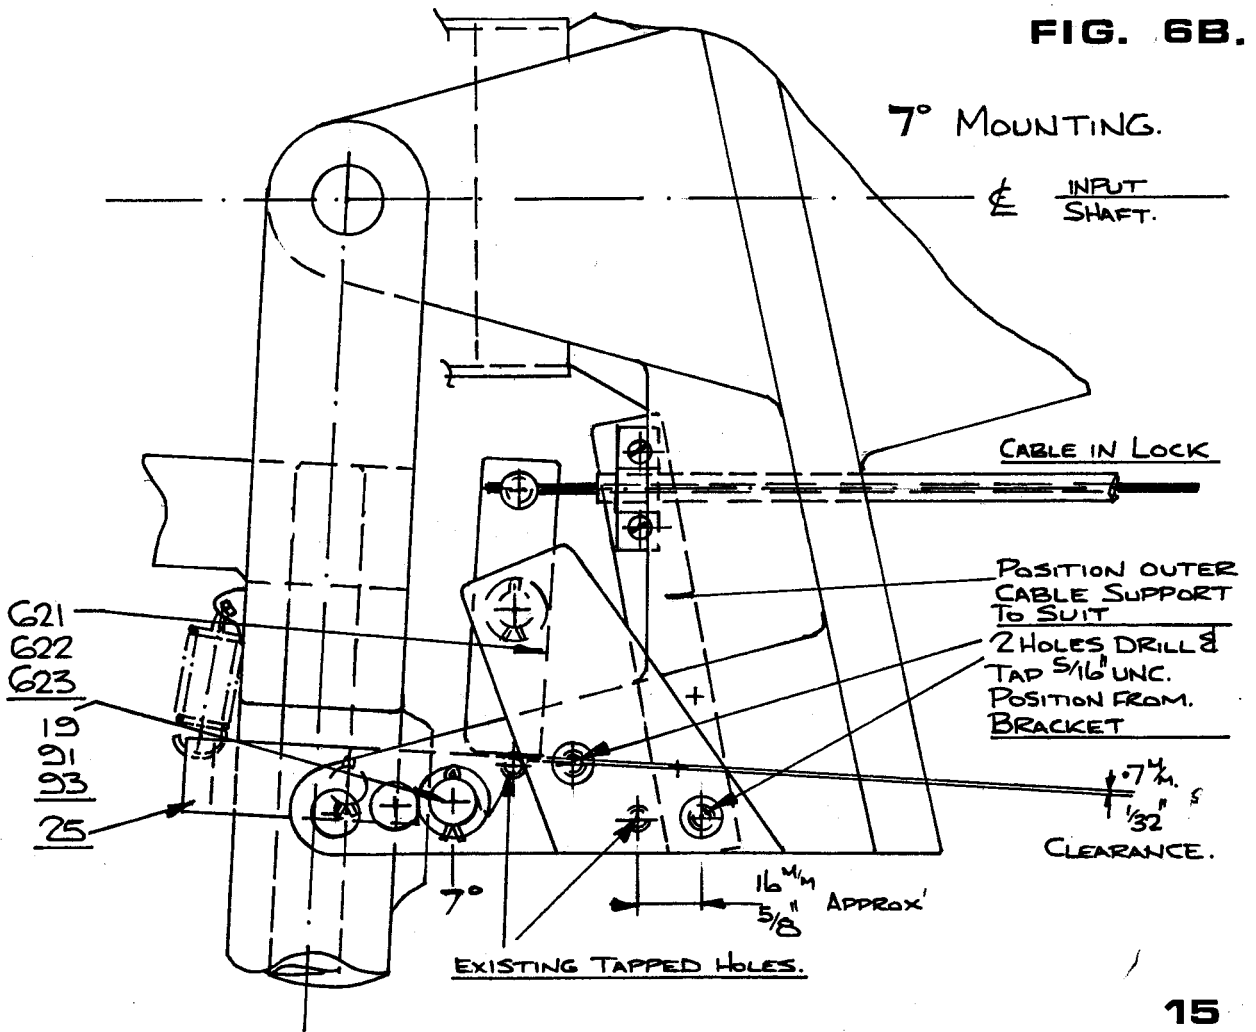 FIG. 6B.
7° MOUNTING.
℄ INPUT
SHAFT.
CABLE IN LOCK
POSITION OUTER
CABLE SUPPORT
TO SUIT
2 HOLES DRILL &
TAP 5/16" UNC.
POSITION FROM.
BRACKET
621
622
623
19
91
93
25
.7 M/M.
1/32"
CLEARANCE.
7°
16 M/M
5/8" APPROX'
EXISTING TAPPED HOLES.
15